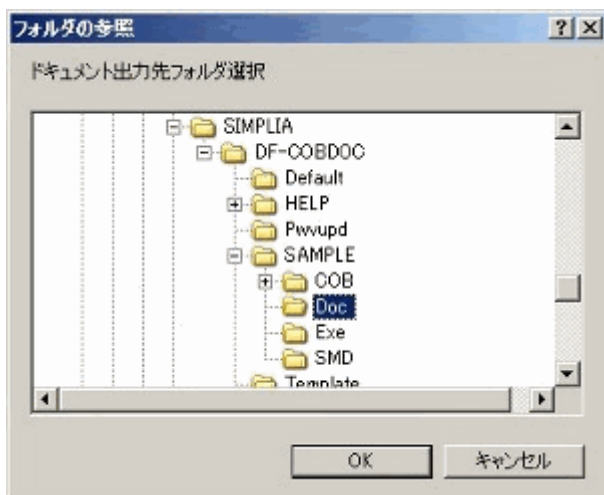 フォルダの参照
ドキュメント出力先フォルダ選択
SIMPLIA
DF-COBDOC
Default
HELP
Pwvupd
SAMPLE
COB
Doc
Exe
SMD
Template
OK
キャンセル